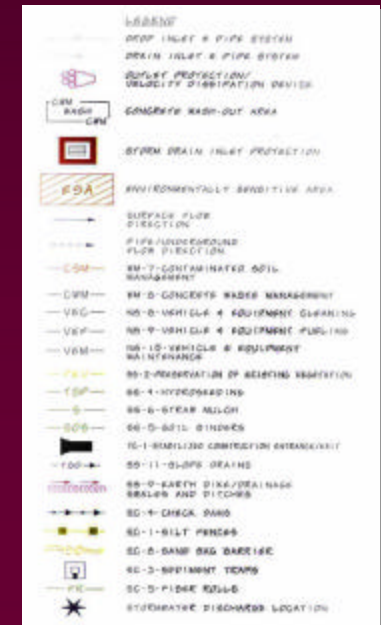 LEGEND
DROP INLET & PIPE SYSTEM
DRAIN INLET & PIPE SYSTEM
OUTLET PROTECTION/
VELOCITY DISSIPATION DEVICE
CWM
WASH
CWM
CONCRETE WASH-OUT AREA
STORM DRAIN INLET PROTECTION
ESA
ENVIRONMENTALLY SENSITIVE AREA
SURFACE FLOW
DIRECTION
PIPE/UNDERGROUND
FLOW DIRECTION
CSM
WM-7-CONTAMINATED SOIL
MANAGEMENT
CWM
WM-8-CONCRETE WASTE MANAGEMENT
VEC
NS-8-VEHICLE & EQUIPMENT CLEANING
VEF
NS-9-VEHICLE & EQUIPMENT FUELING
VEM
NS-10-VEHICLE & EQUIPMENT
MAINTENANCE
SS-2-PRESERVATION OF EXISTING VEGETATION
SS-4-HYDROSEEDING
S
SS-6-STRAW MULCH
SOB
SS-5-SOIL BINDERS
TC-1-STABILIZED CONSTRUCTION ENTRANCE/EXIT
SS-11-SLOPE DRAINS
SS-9-EARTH DIKE/DRAINAGE
SWALES AND DITCHES
SC-4-CHECK DAMS
SC-1-SILT FENCES
SC-8-SAND BAG BARRIER
SC-3-SEDIMENT TRAPS
FR
SC-5-FIBER ROLLS
STORMWATER DISCHARGE LOCATION